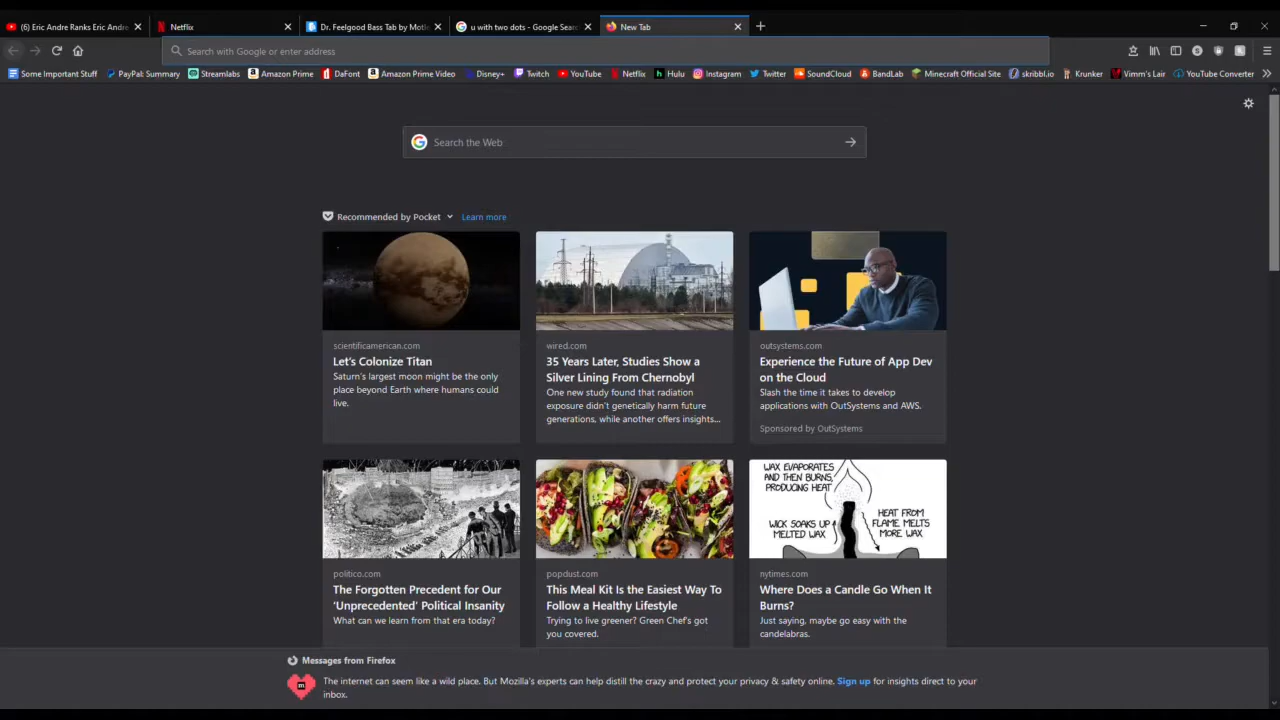 (6) Eric Andre Ranks Eric Andre
Netflix
Dr. Feelgood Bass Tab by Motle
u with two dots - Google Sear
New Tab
Search with Google or enter address
Some Important Stuff
PayPal: Summary
Streamlabs
Amazon Prime
DaFont
Amazon Prime Video
Disney+
Twitch
YouTube
Netflix
Hulu
Instagram
Twitter
SoundCloud
BandLab
Minecraft Official Site
skribbl.io
Krunker
Vimm's Lair
YouTube Converter
Search the Web
Recommended by Pocket
Learn more
scientificamerican.com
Let's Colonize Titan
Saturn's largest moon might be the only
place beyond Earth where humans could
live.
wired.com
35 Years Later, Studies Show a
Silver Lining From Chernobyl
One new study found that radiation
exposure didn't genetically harm future
generations, while another offers insights...
outsystems.com
Experience the Future of App Dev
on the Cloud
Slash the time it takes to develop
applications with OutSystems and AWS.
Sponsored by OutSystems
politico.com
The Forgotten Precedent for Our
'Unprecedented' Political Insanity
What can we learn from that era today?
popdust.com
This Meal Kit Is the Easiest Way To
Follow a Healthy Lifestyle
Trying to live greener? Green Chef's got
you covered.
WAX EVAPORATES
AND THEN BURNS,
PRODUCING HEAT
WICK SOAKS UP
MELTED WAX
HEAT FROM
FLAME MELTS
MORE WAX
nytimes.com
Where Does a Candle Go When It
Burns?
Just saying, maybe go easy with the
candelabras.
Messages from Firefox
The internet can seem like a wild place. But Mozilla's experts can help distill the crazy and protect your privacy & safety online. Sign up for insights direct to your
inbox.